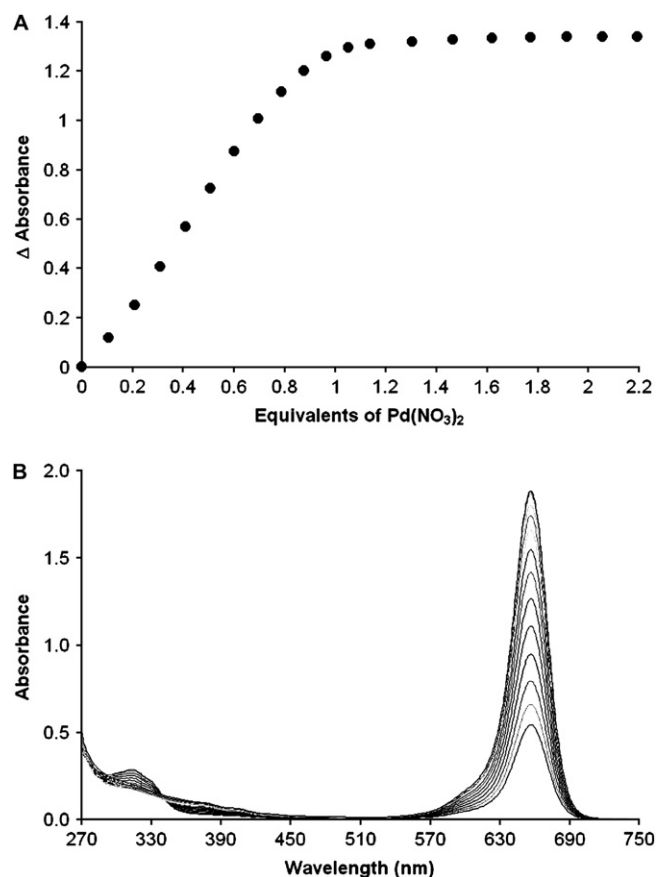 A
1.4
1.2
1
0.8
0.6
0.4
0.2
0
Δ Absorbance
0 0.2 0.4 0.6 0.8 1 1.2 1.4 1.6 1.8 2 2.2
Equivalents of Pd(NO₃)₂
B
2.0
1.5
1.0
0.5
0.0
Absorbance
270 330 390 450 510 570 630 690 750
Wavelength (nm)